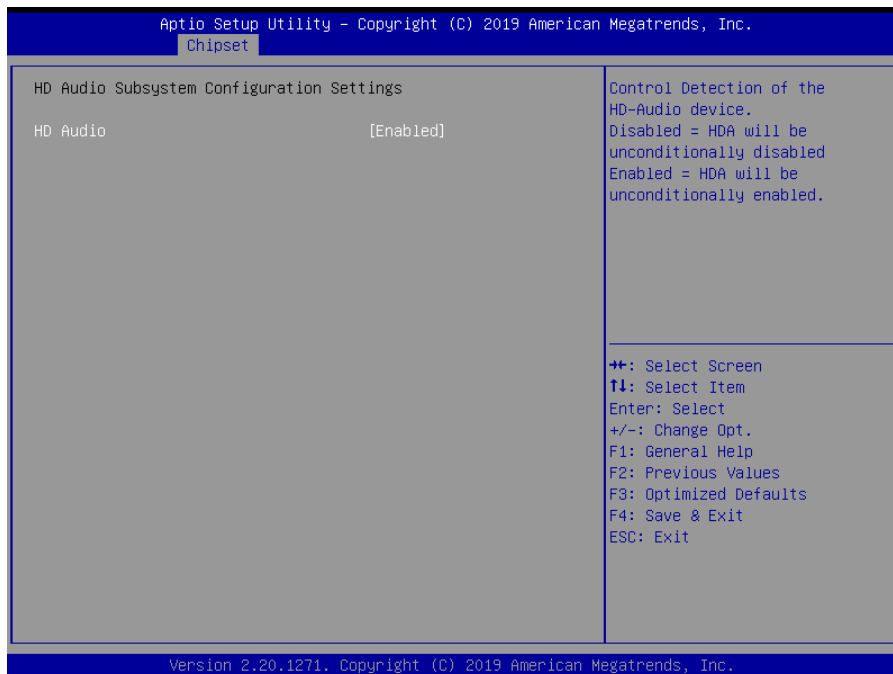 Aptio Setup Utility – Copyright (C) 2019 American Megatrends, Inc.
Chipset
HD Audio Subsystem Configuration Settings
HD Audio [Enabled]
Control Detection of the
HD-Audio device.
Disabled = HDA will be
unconditionally disabled
Enabled = HDA will be
unconditionally enabled.
→←: Select Screen
↑↓: Select Item
Enter: Select
+/-: Change Opt.
F1: General Help
F2: Previous Values
F3: Optimized Defaults
F4: Save & Exit
ESC: Exit
Version 2.20.1271. Copyright (C) 2019 American Megatrends, Inc.